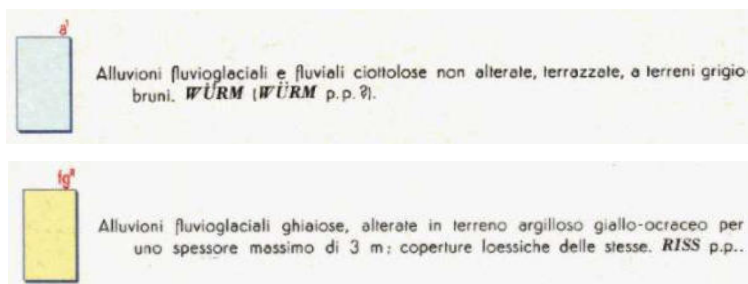 a¹
Alluvioni fluvioglaciali e fluviali ciottolose non alterate, terrazzate, a terreni grigio
bruni. WÜRM (WÜRM p.p.?).
fgᴿ
Alluvioni fluvioglaciali ghiaiose, alterate in terreno argilloso giallo-ocraceo per
uno spessore massimo di 3 m; coperture loessiche delle stesse. RISS p.p..